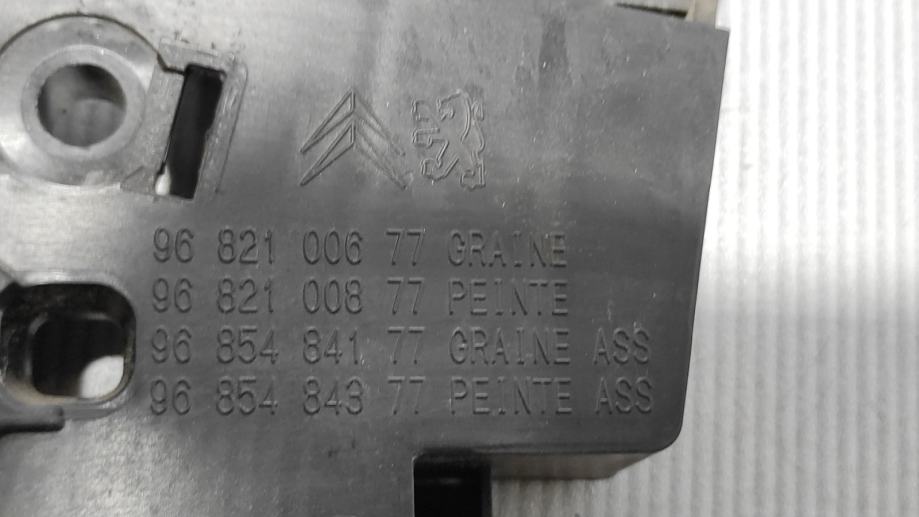 96 821 006 77 GRAINE
96 821 008 77 PEINTE
96 854 841 77 GRAINE ASS
96 854 843 77 PEINTE ASS